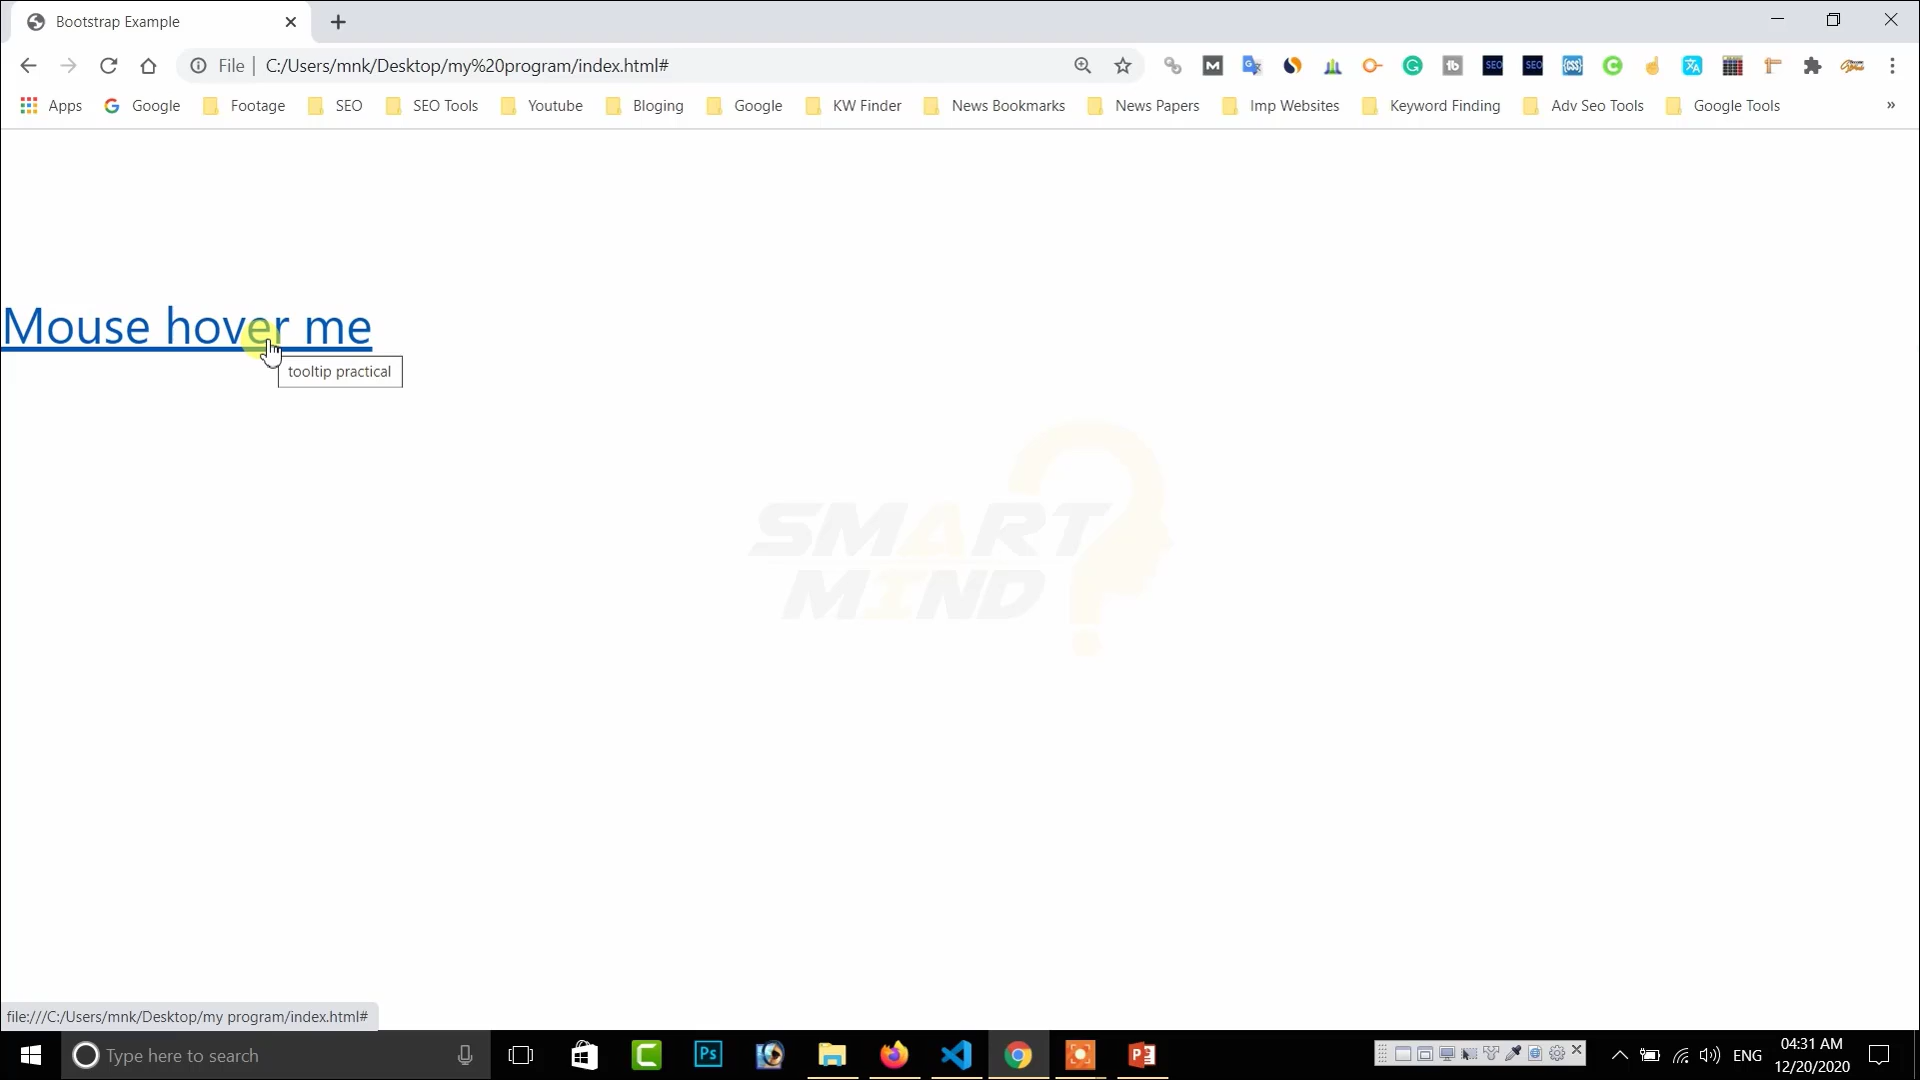 Bootstrap Example
File
C:/Users/mnk/Desktop/my%20program/index.html#
Apps Google Footage SEO SEO Tools Youtube Bloging Google KW Finder News Bookmarks News Papers Imp Websites Keyword Finding Adv Seo Tools Google Tools »
Mouse hover me
tooltip practical
SMART
MIND
file:///C:/Users/mnk/Desktop/my program/index.html#
Type here to search
ENG
04:31 AM
12/20/2020